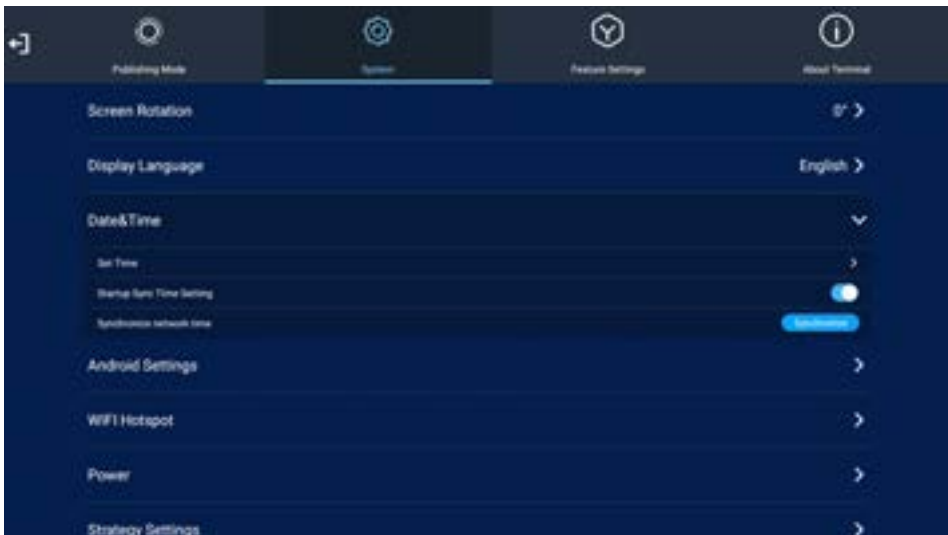 Publishing Mode
System
Feature Settings
About Terminal
Screen Rotation
0°
Display Language
English
Date&Time
Set Time
Startup Sync Time Setting
Synchronize network time
Synchronize
Android Settings
WIFI Hotspot
Power
Strategy Settings